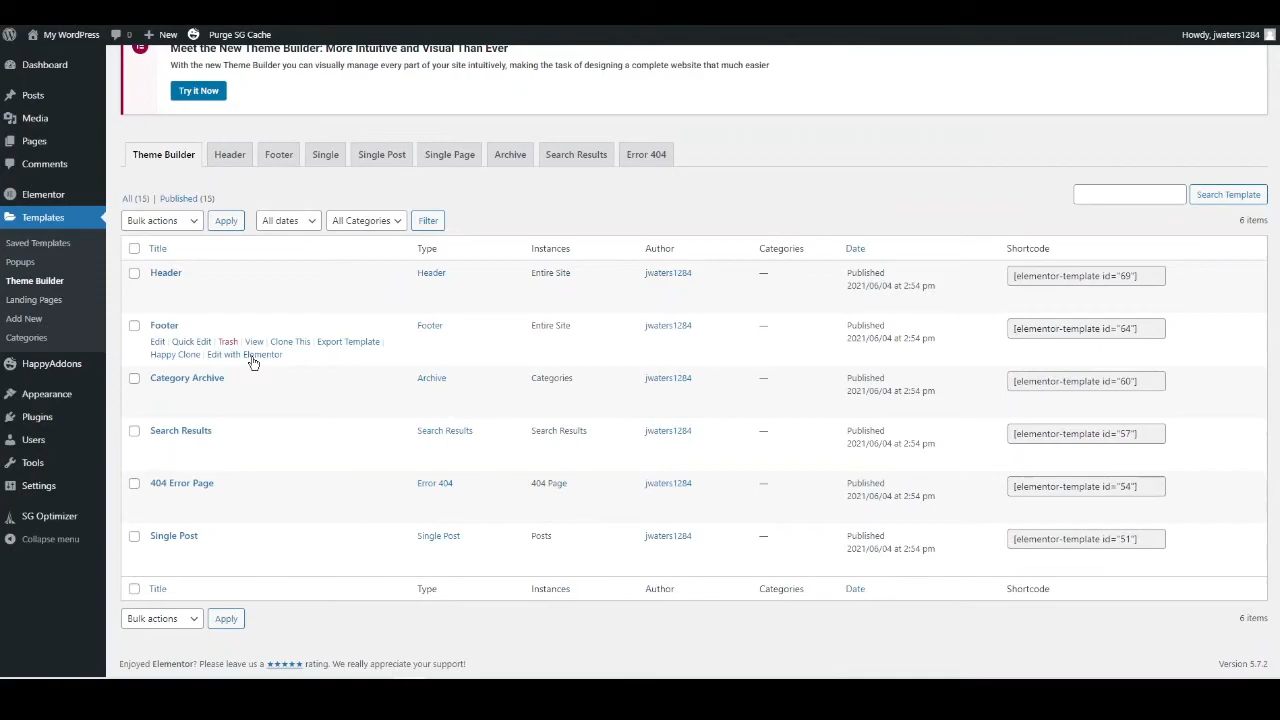 My WordPress 0 New Purge SG Cache Howdy, jwaters1284
Dashboard
Posts
Media
Pages
Comments
Elementor
Templates
Saved Templates
Popups
Theme Builder
Landing Pages
Add New
Categories
HappyAddons
Appearance
Plugins
Users
Tools
Settings
SG Optimizer
Collapse menu
Meet the New Theme Builder: More Intuitive and Visual Than Ever
With the new Theme Builder you can visually manage every part of your site intuitively, making the task of designing a complete website that much easier
Try it Now
Theme Builder Header Footer Single Single Post Single Page Archive Search Results Error 404
All (15) | Published (15) Search Template
Bulk actions Apply All dates All Categories Filter 6 items
Title Type Instances Author Categories Date Shortcode
Header Header Entire Site jwaters1284 — Published [elementor-template id="69"]
2021/06/04 at 2:54 pm
Footer Footer Entire Site jwaters1284 — Published [elementor-template id="64"]
2021/06/04 at 2:54 pm
Edit | Quick Edit | Trash | View | Clone This | Export Template |
Happy Clone | Edit with Elementor
Category Archive Archive Categories jwaters1284 — Published [elementor-template id="60"]
2021/06/04 at 2:54 pm
Search Results Search Results Search Results jwaters1284 — Published [elementor-template id="57"]
2021/06/04 at 2:54 pm
404 Error Page Error 404 404 Page jwaters1284 — Published [elementor-template id="54"]
2021/06/04 at 2:54 pm
Single Post Single Post Posts jwaters1284 — Published [elementor-template id="51"]
2021/06/04 at 2:54 pm
Title Type Instances Author Categories Date Shortcode
Bulk actions Apply 6 items
Enjoyed Elementor? Please leave us a ★★★★★ rating. We really appreciate your support! Version 5.7.2